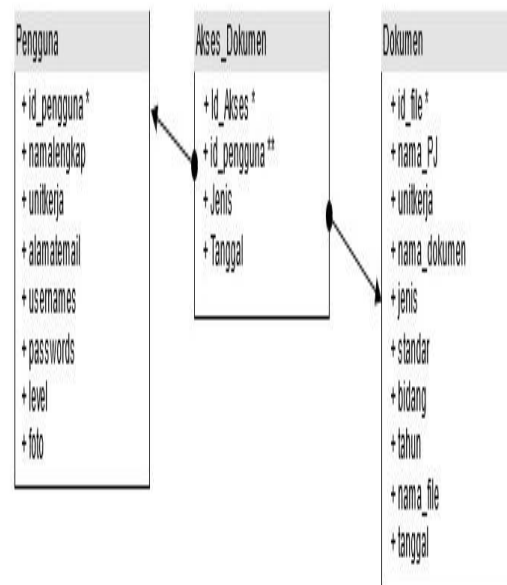 Pengguna
+ id_pengguna *
+ namalengkap
+ unitkerja
+ alamatemail
+ usernames
+ passwords
+ level
+ foto
Akses_Dokumen
+ Id_Akses *
+ id_pengguna **
+ Jenis
+ Tanggal
Dokumen
+ id_file *
+ nama_PJ
+ unitkerja
+ nama_dokumen
+ jenis
+ standar
+ bidang
+ tahun
+ nama_file
+ tanggal